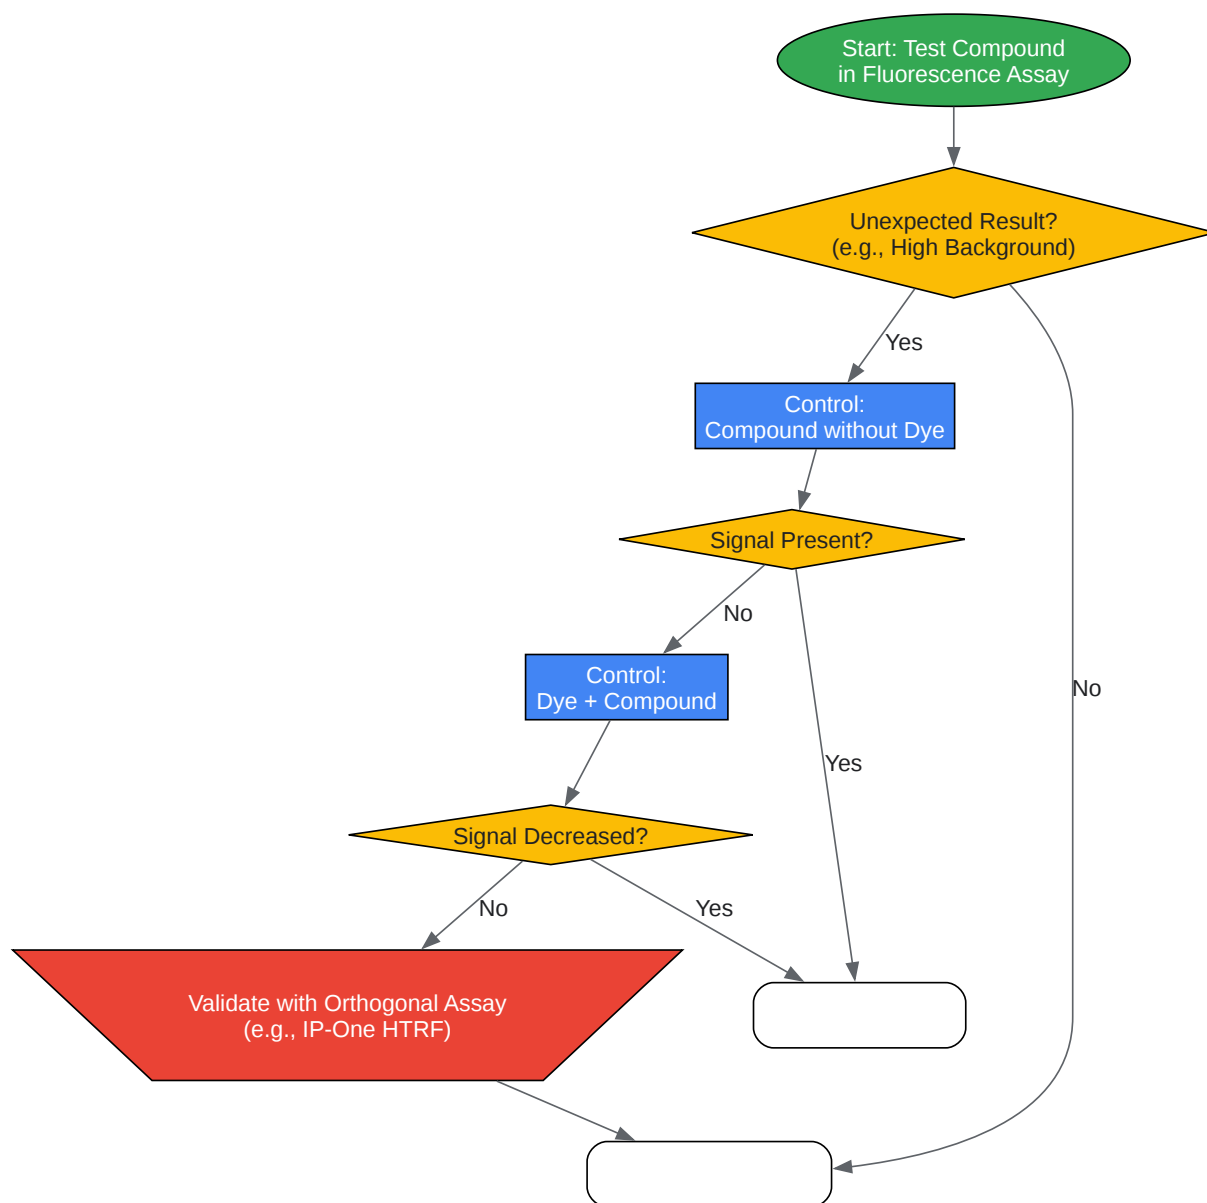 Start: Test Compound
in Fluorescence Assay
Unexpected Result?
(e.g., High Background)
Yes
Control:
Compound without Dye
Signal Present?
No
Control:
Dye + Compound
No
Yes
Signal Decreased?
No
Yes
Validate with Orthogonal Assay
(e.g., IP-One HTRF)